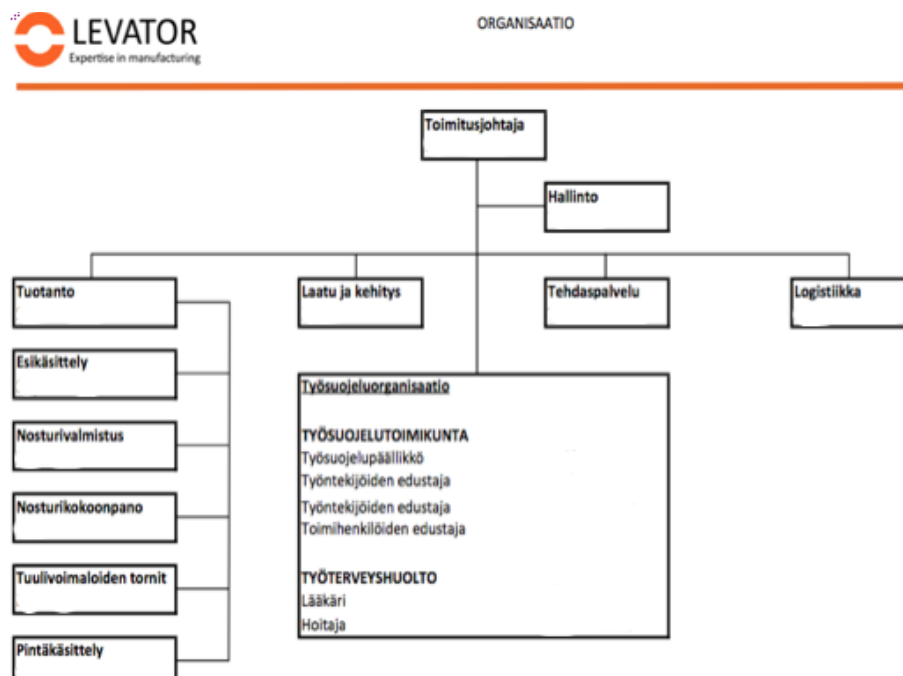 LEVATOR
Expertise in manufacturing
ORGANISAATIO
Toimitusjohtaja
Hallinto
Tuotanto
Laatu ja kehitys
Tehdaspalvelu
Logistiikka
Esikäsittely
Nosturivalmistus
Nosturikokoonpano
Tuulivoimaloiden tornit
Pintäkäsittely
Työsuojeluorganisaatio
TYÖSUOJELUTOIMIKUNTA
Työsuojelupäällikkö
Työntekijöiden edustaja
Työntekijöiden edustaja
Toimihenkilöiden edustaja
TYÖTERVEYSHUOLTO
Lääkäri
Hoitaja